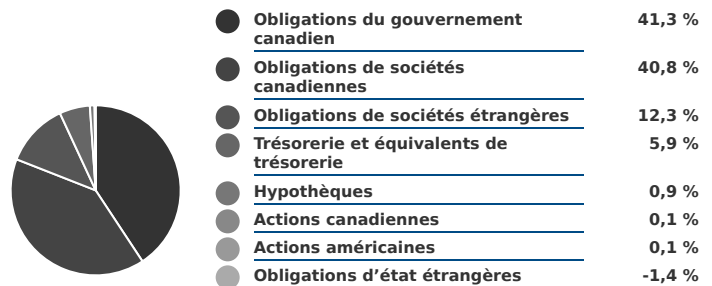 Obligations du gouvernement 41,3 %
canadien
Obligations de sociétés 40,8 %
canadiennes
Obligations de sociétés étrangères 12,3 %
Trésorerie et équivalents de 5,9 %
trésorerie
Hypothèques 0,9 %
Actions canadiennes 0,1 %
Actions américaines 0,1 %
Obligations d’état étrangères -1,4 %